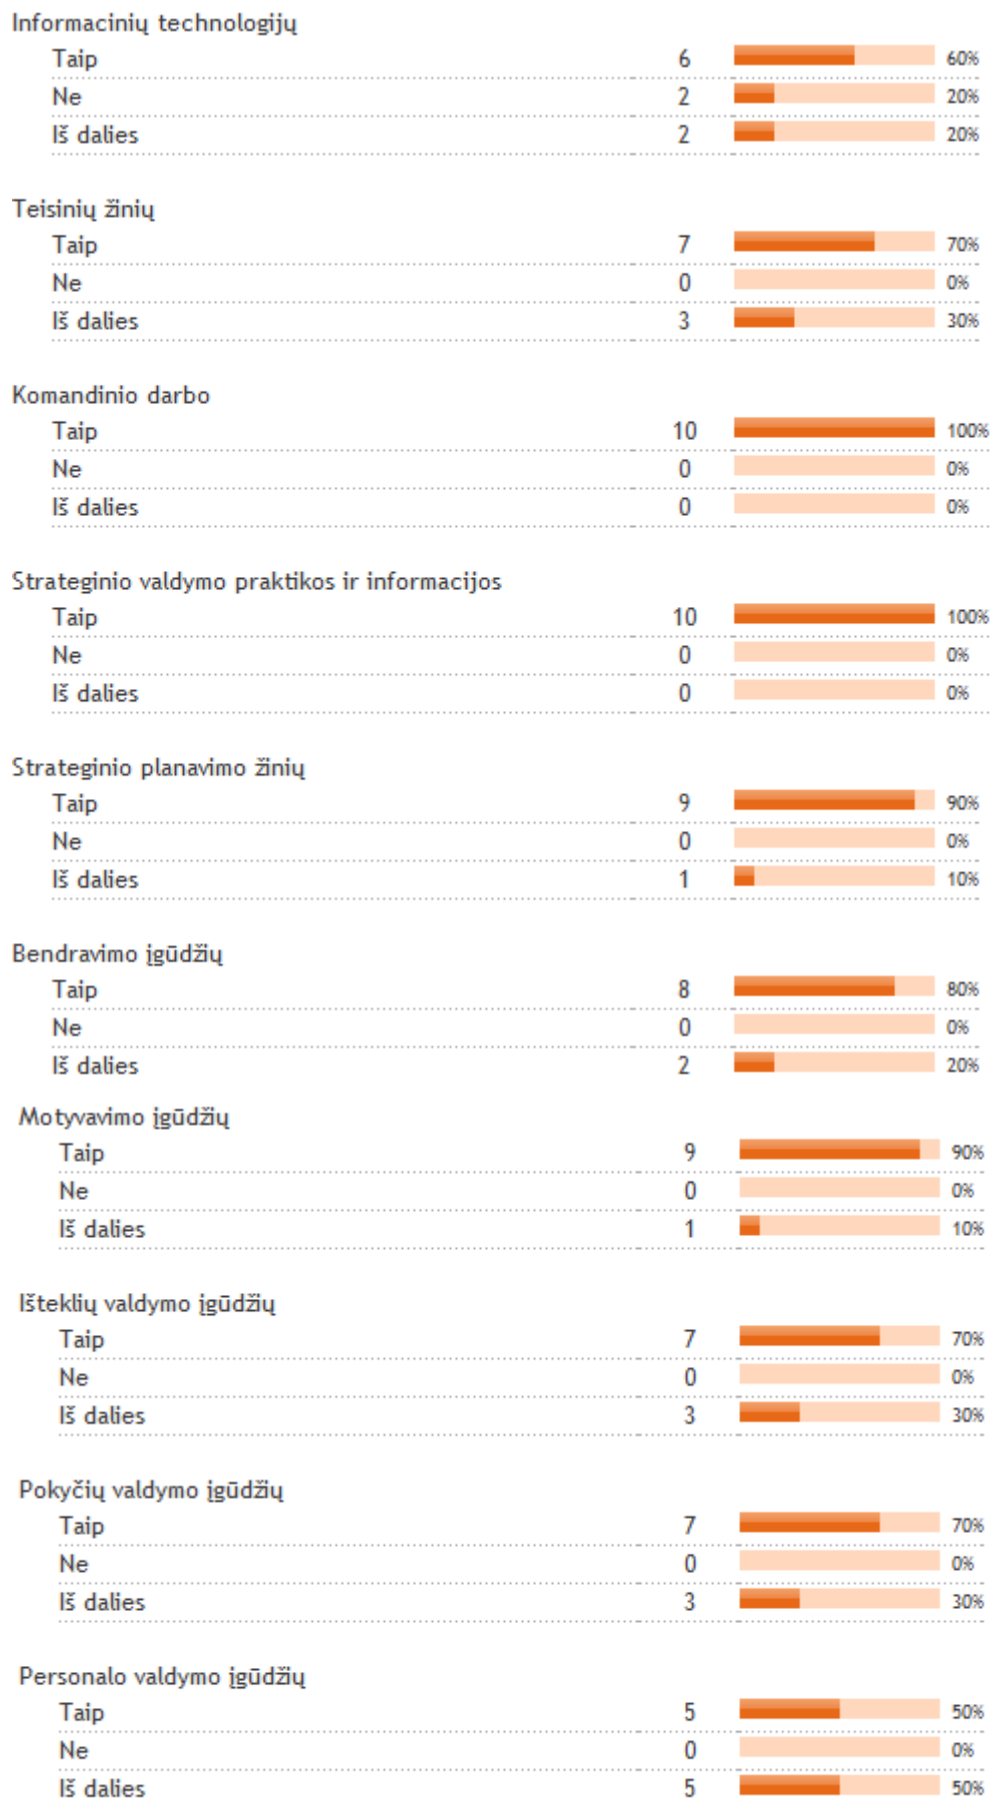 Informacinių technologijų
Taip 6 60%
Ne 2 20%
Iš dalies 2 20%
Teisinių žinių
Taip 7 70%
Ne 0 0%
Iš dalies 3 30%
Komandinio darbo
Taip 10 100%
Ne 0 0%
Iš dalies 0 0%
Strateginio valdymo praktikos ir informacijos
Taip 10 100%
Ne 0 0%
Iš dalies 0 0%
Strateginio planavimo žinių
Taip 9 90%
Ne 0 0%
Iš dalies 1 10%
Bendravimo įgūdžių
Taip 8 80%
Ne 0 0%
Iš dalies 2 20%
Motyvavimo įgūdžių
Taip 9 90%
Ne 0 0%
Iš dalies 1 10%
Išteklių valdymo įgūdžių
Taip 7 70%
Ne 0 0%
Iš dalies 3 30%
Pokyčių valdymo įgūdžių
Taip 7 70%
Ne 0 0%
Iš dalies 3 30%
Personalo valdymo įgūdžių
Taip 5 50%
Ne 0 0%
Iš dalies 5 50%